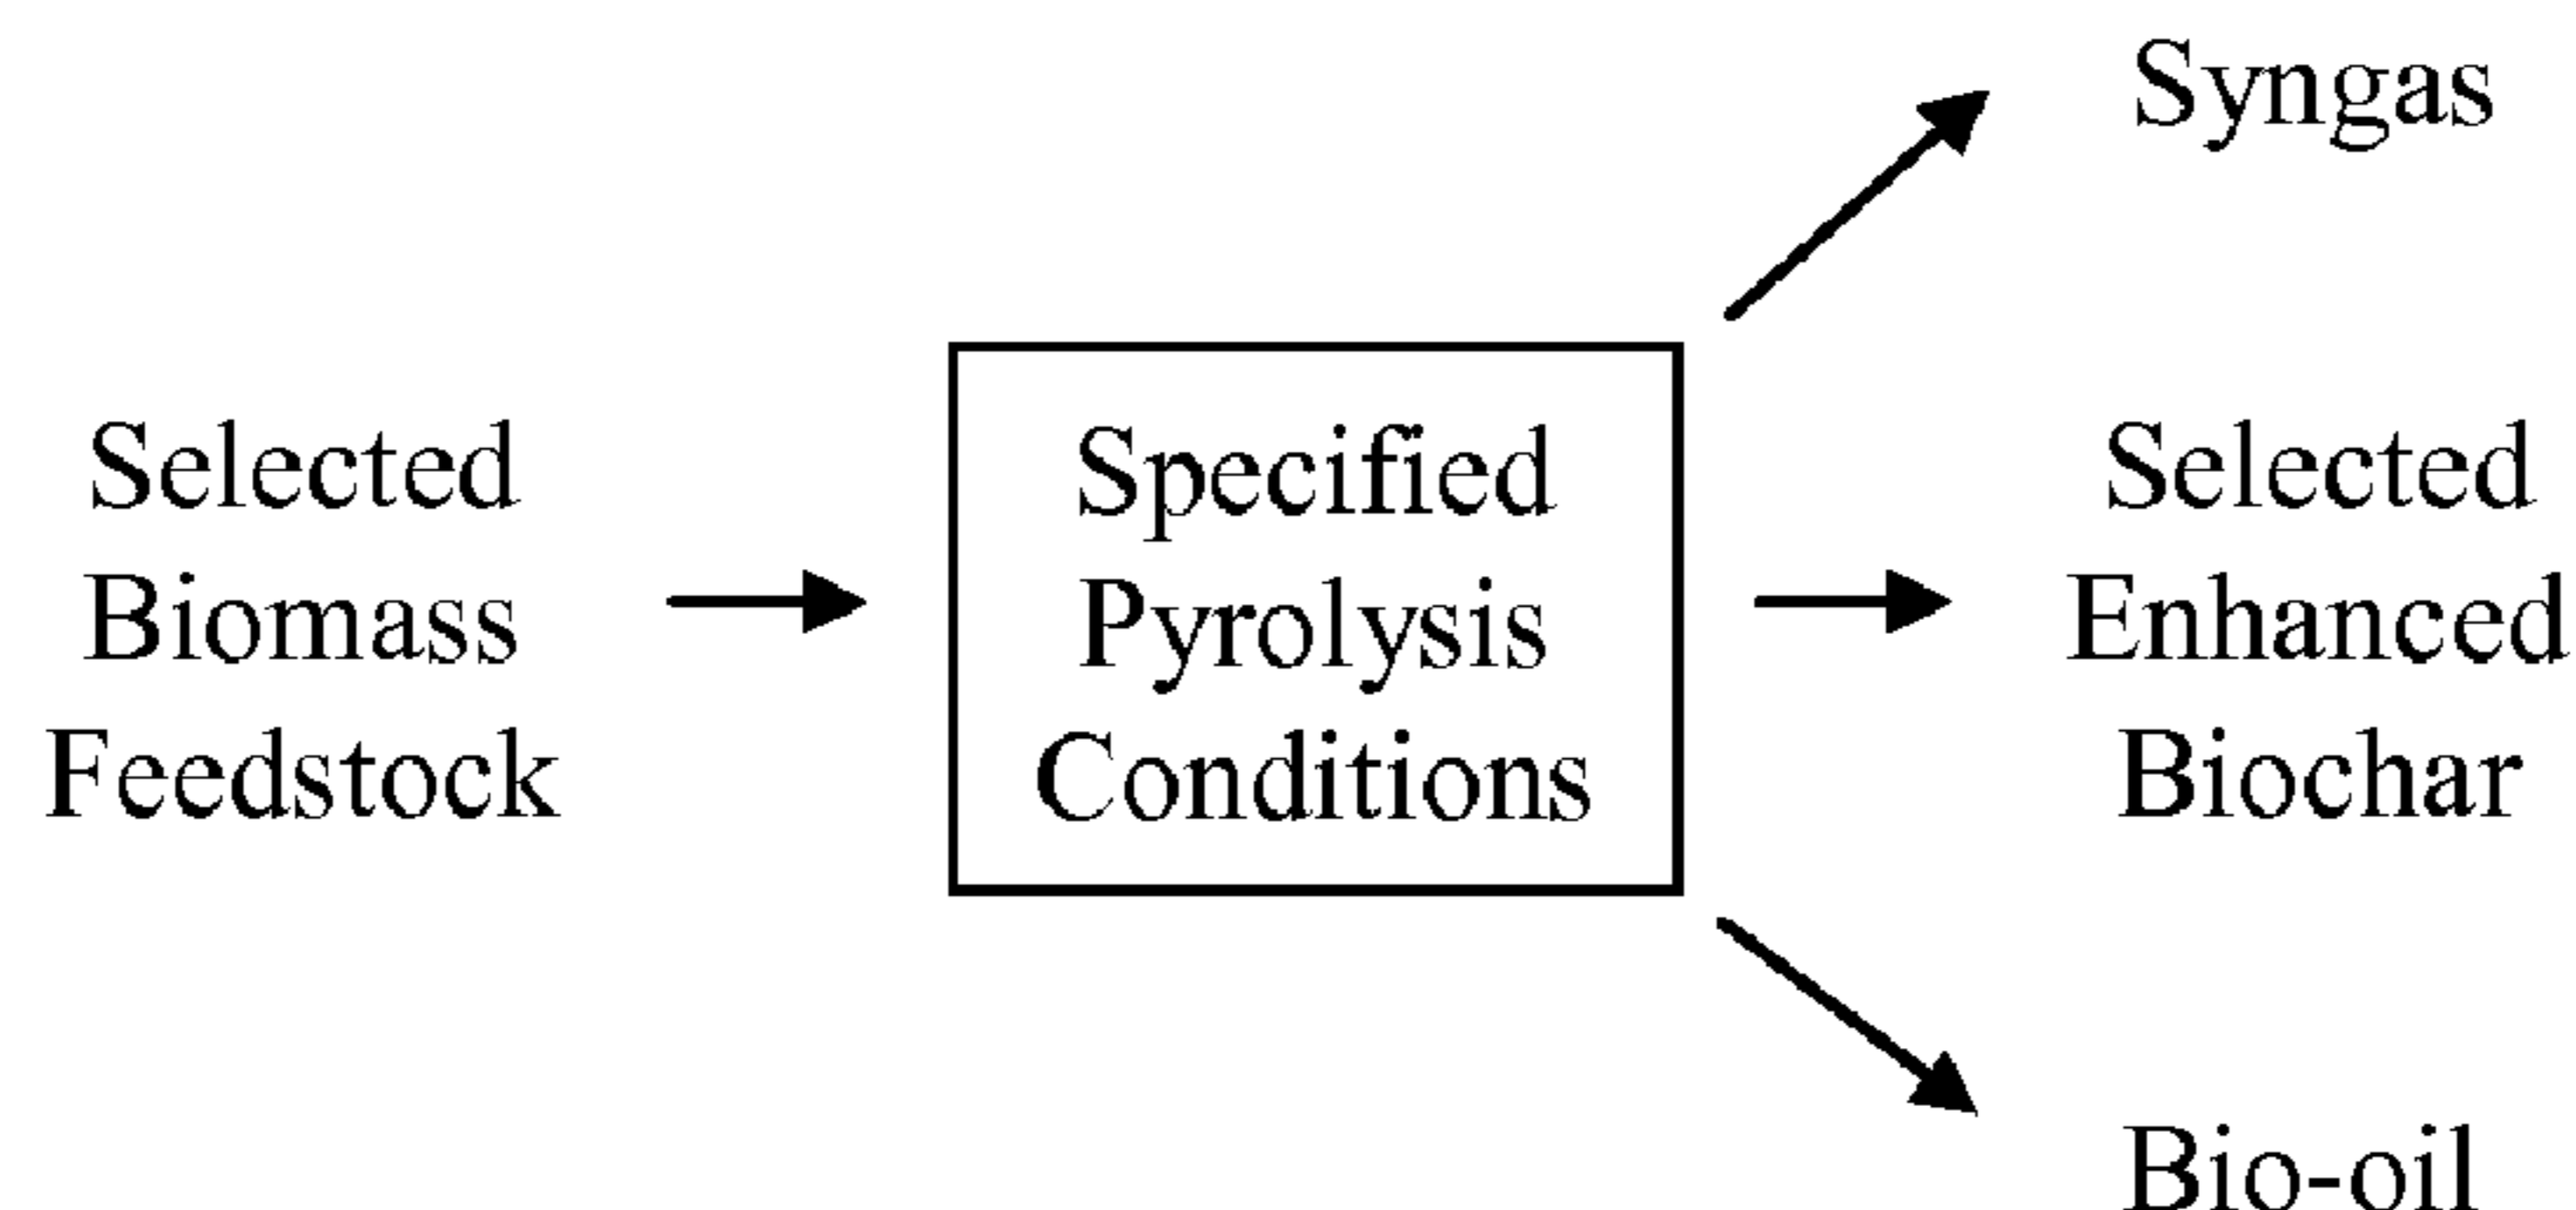 Selected
Biomass
Feedstock
Specified
Pyrolysis
Conditions
Syngas
Selected
Enhanced
Biochar
Bio-oil